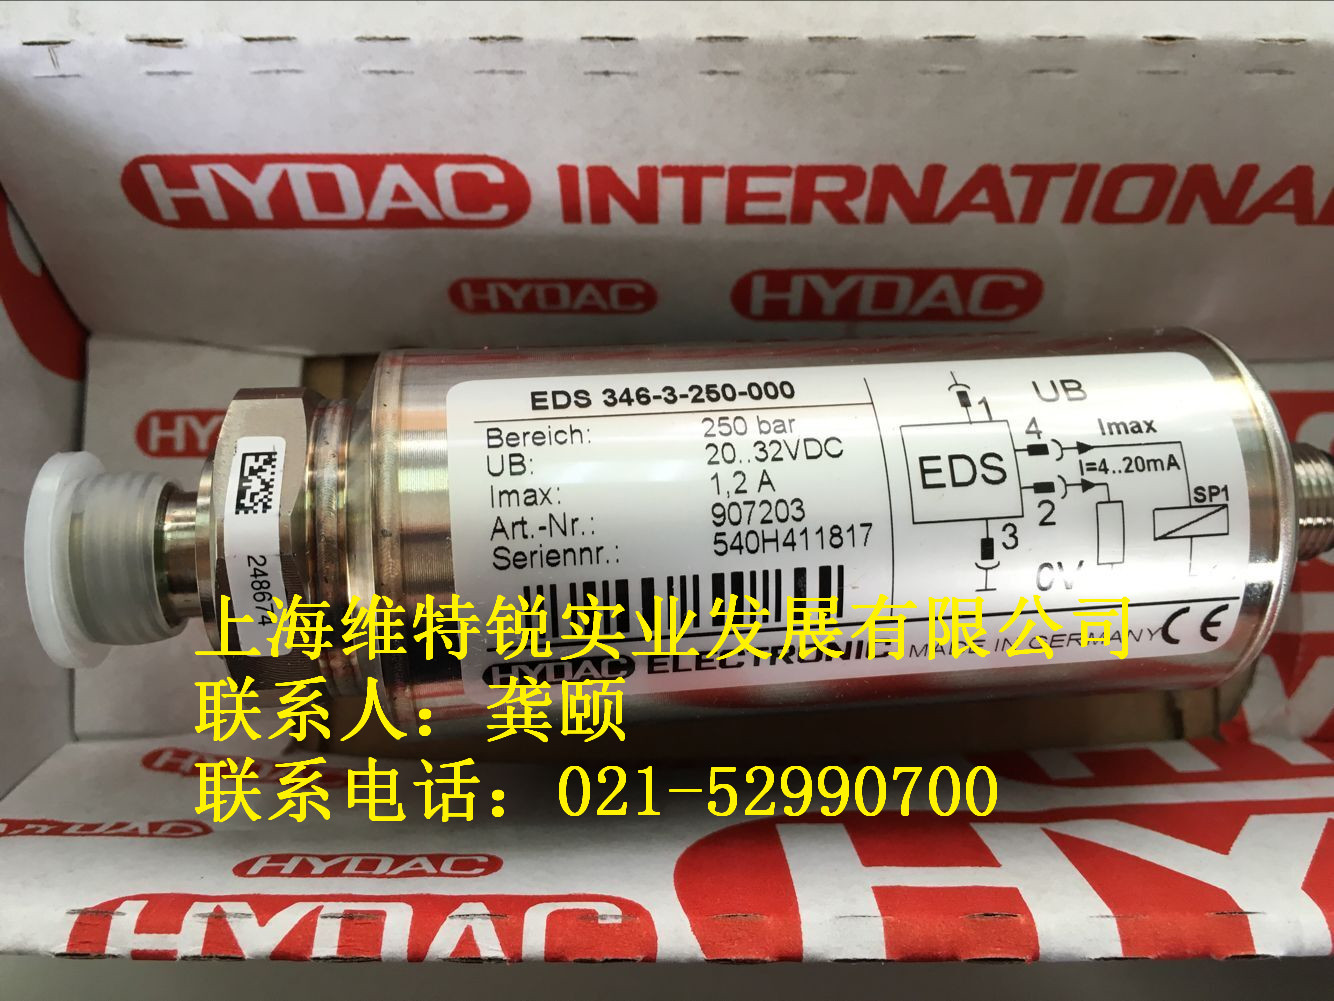 HYDAC INTERNATIONAL
HYDAC HYDAC
HYDAC
EDS 346-3-250-000
Bereich: 250 bar
UB: 20..32VDC
Imax: 1,2 A
Art.-Nr.: 907203
Seriennr.: 540H411817
UB
1
4
Imax
EDS
I=4..20mA
2
SP1
3
0V
248674
上海维特锐实业发展有限公司
HYDAC ELECTRONIC MADE IN GERMANY CE
联系人：龚颐
联系电话：021-52990700
HYDAC
HYDAC
HYDAC
HYD